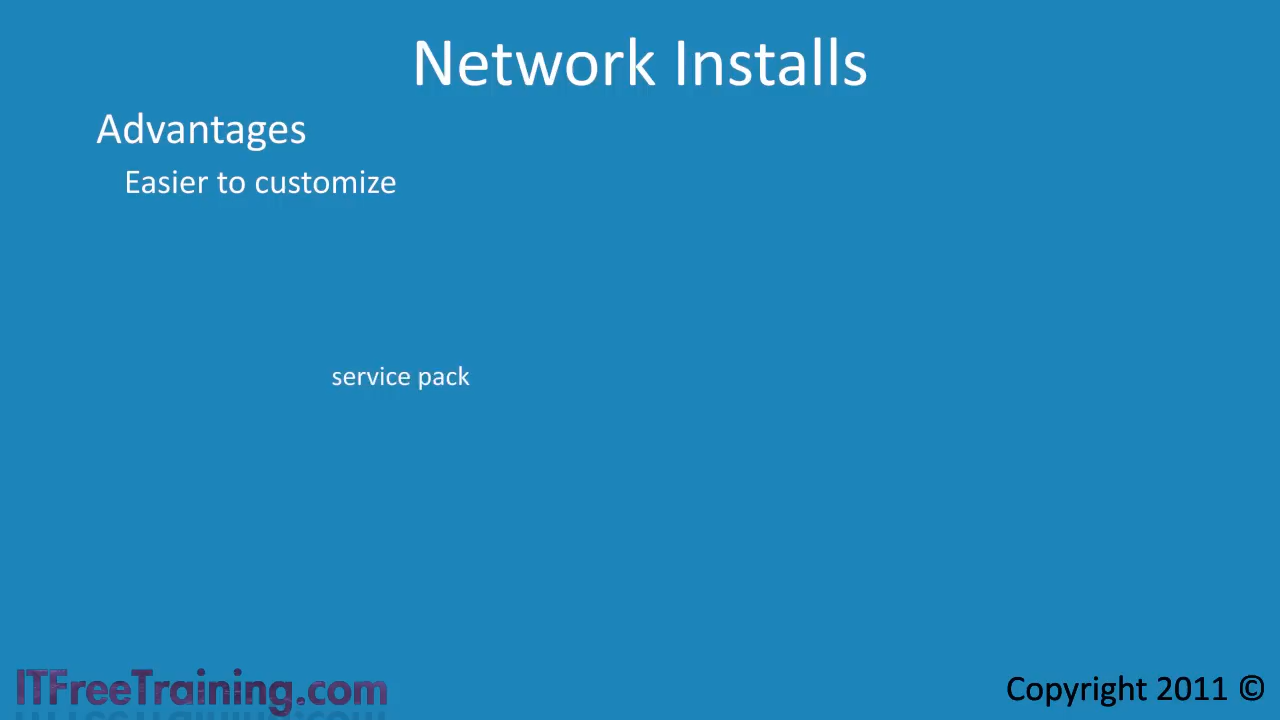 Network Installs
Advantages
Easier to customize
service pack
ITFreeTraining.com
Copyright 2011 ©